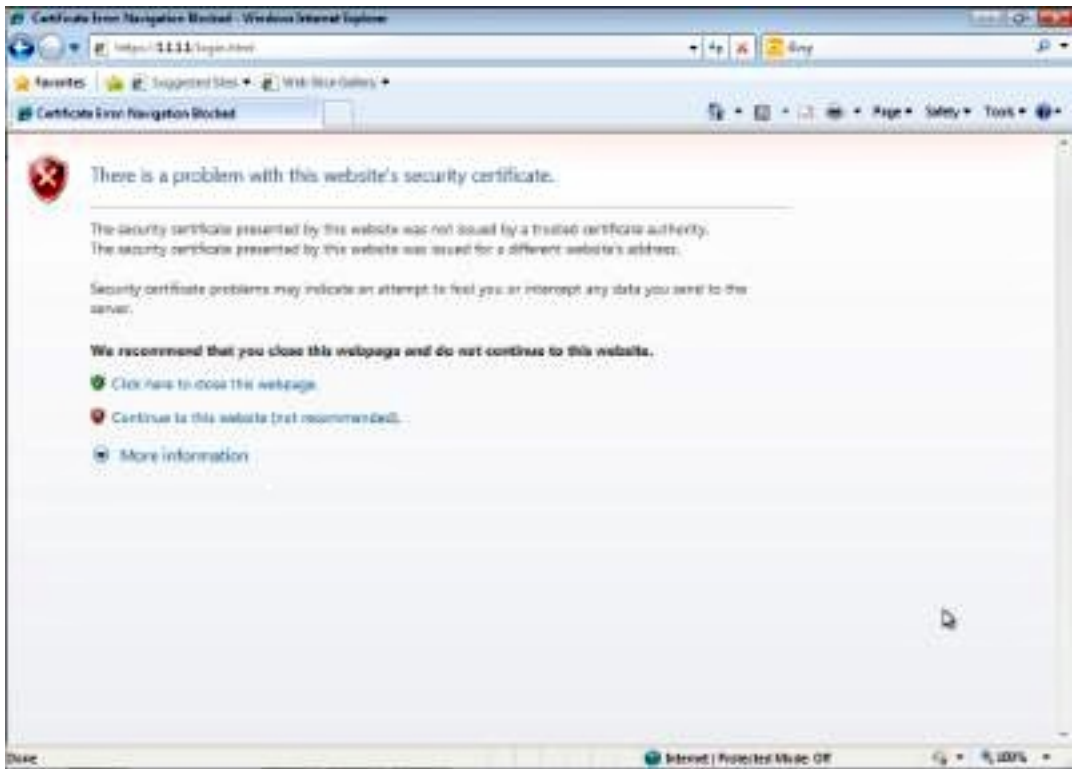 Certificate Error: Navigation Blocked - Windows Internet Explorer
https://1.1.1.1/login.html
Bing
Favorites Suggested Sites Web Slice Gallery
Certificate Error: Navigation Blocked
Page Safety Tools
There is a problem with this website's security certificate.
The security certificate presented by this website was not issued by a trusted certificate authority.
The security certificate presented by this website was issued for a different website's address.
Security certificate problems may indicate an attempt to fool you or intercept any data you send to the
server.
We recommend that you close this webpage and do not continue to this website.
Click here to close this webpage.
Continue to this website (not recommended).
More information
Done
Internet | Protected Mode: Off
100%